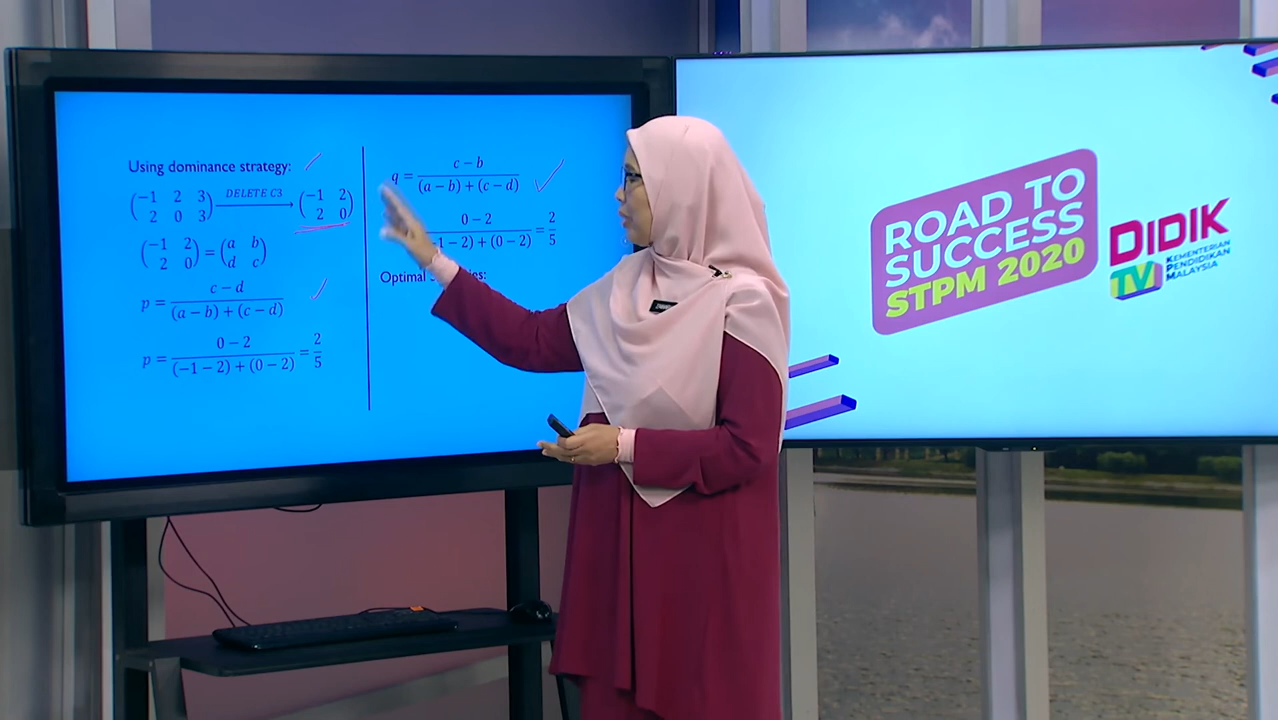 Using dominance strategy:
(−1 2 3
2 0 3) DELETE C3 → (−1 2
2 0)
(−1 2
2 0) = (a b
d c)
p = c − d / (a − b) + (c − d)
p = 0 − 2 / (−1 − 2) + (0 − 2) = 2/5
q = c − b / (a − b) + (c − d)
0 − 2 / −1 − 2) + (0 − 2) = 2/5
Optimal
ROAD TO
SUCCESS
STPM 2020
DIDIK
TV
KEMENTERIAN
PENDIDIKAN
MALAYSIA